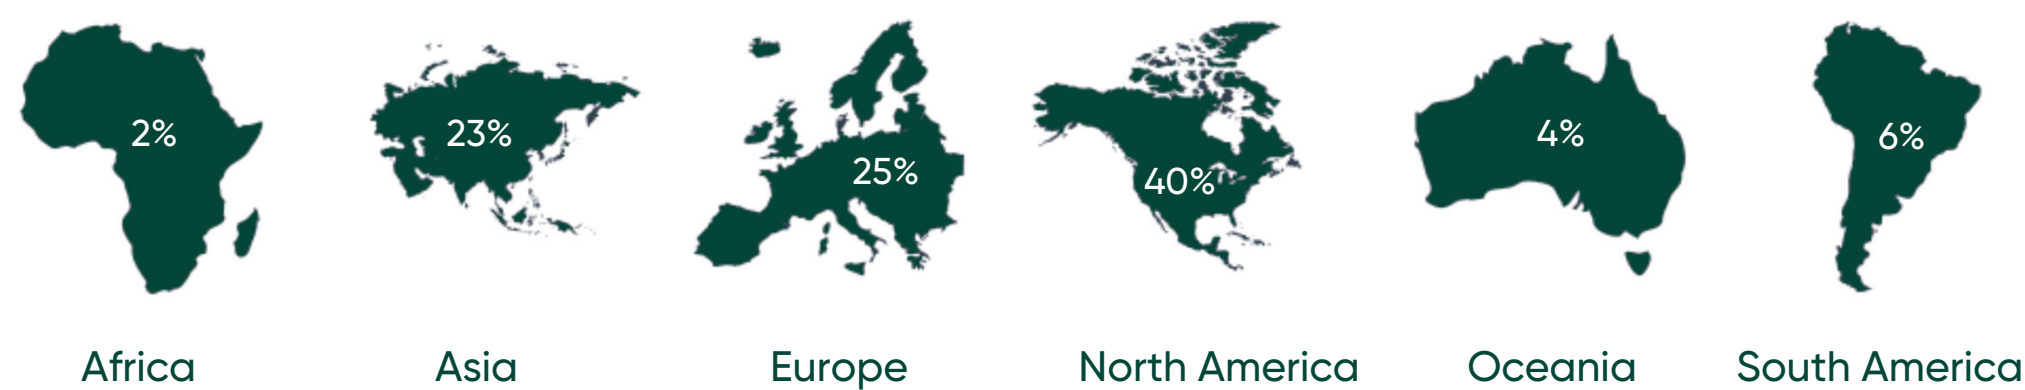 2%
23%
25%
40%
4%
6%
Africa
Asia
Europe
North America
Oceania
South America